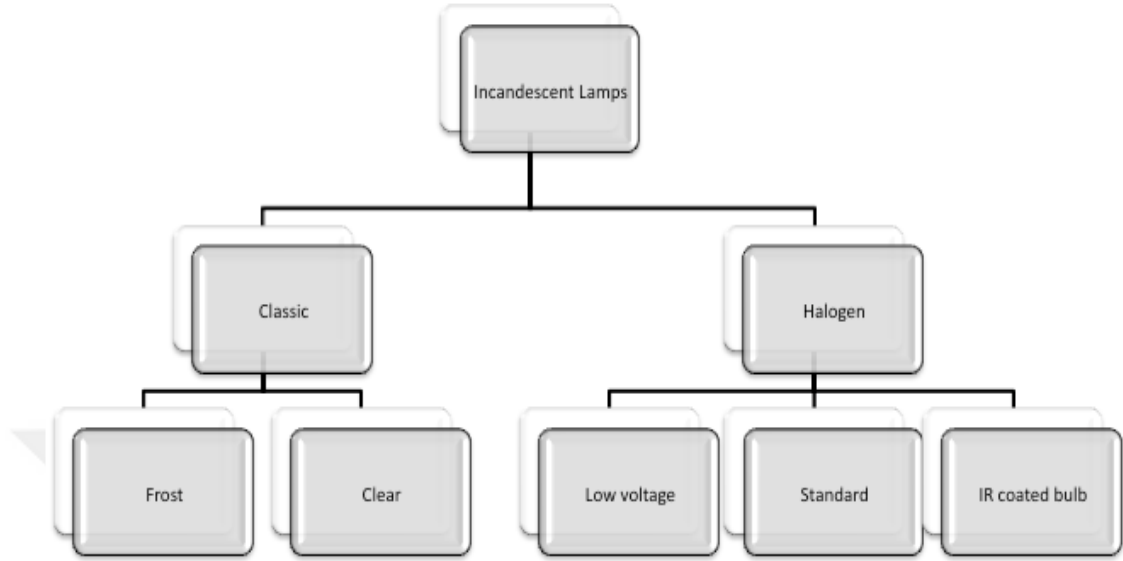 Incandescent Lamps
Classic
Halogen
Frost
Clear
Low voltage
Standard
IR coated bulb